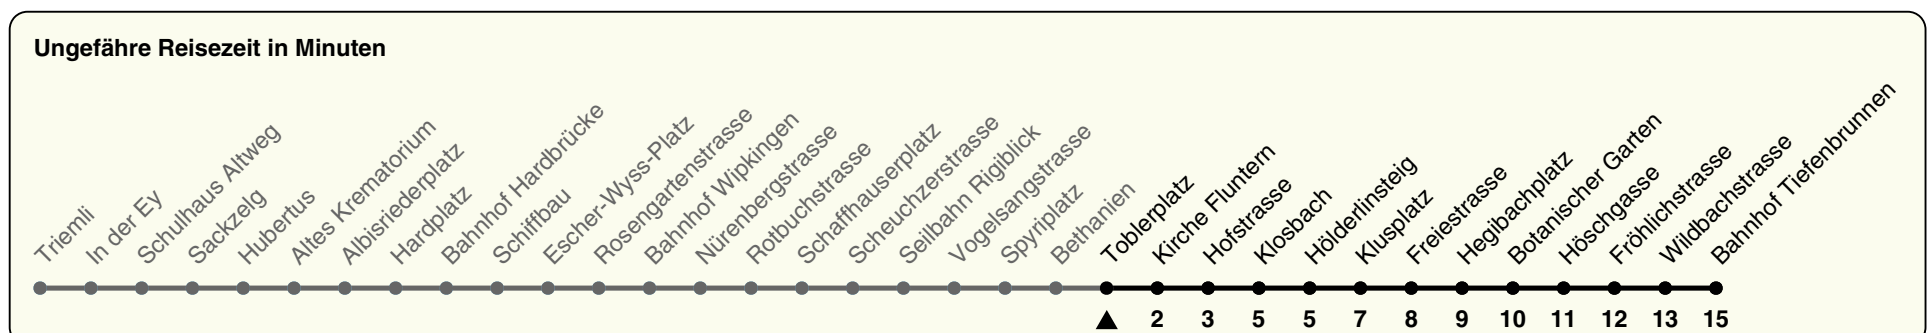 Ungefähre Reisezeit in Minuten
Triemli
In der Ey
Schulhaus Altweg
Sackzelg
Hubertus
Altes Krematorium
Albisriederplatz
Hardplatz
Bahnhof Hardbrücke
Schiffbau
Escher-Wyss-Platz
Rosengartenstrasse
Bahnhof Wipkingen
Nürenbergstrasse
Rotbuchstrasse
Schaffhauserplatz
Scheuchzerstrasse
Seilbahn Rigiblick
Vogelsangstrasse
Spyriplatz
Bethanien
Toblerplatz
Kirche Fluntern
Hofstrasse
Klosbach
Hölderlinsteig
Klusplatz
Freiestrasse
Hegibachplatz
Botanischer Garten
Höschgasse
Fröhlichstrasse
Wildbachstrasse
Bahnhof Tiefenbrunnen
2 3 5 5 7 8 9 10 11 12 13 15